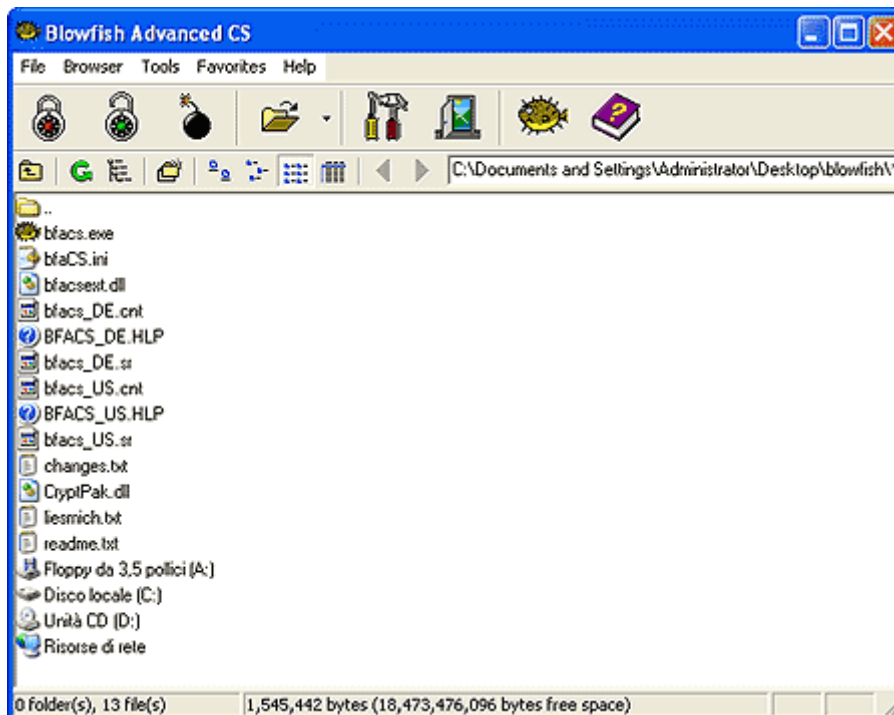 Blowfish Advanced CS
File Browser Tools Favorites Help
C:\Documents and Settings\Administrator\Desktop\blowfish\*
..
bfacs.exe
bfaCS.ini
bfacsext.dll
bfacs_DE.cnt
BFACS_DE.HLP
bfacs_DE.sr
bfacs_US.cnt
BFACS_US.HLP
bfacs_US.sr
changes.txt
CryptPak.dll
liesmich.txt
readme.txt
Floppy da 3,5 pollici (A:)
Disco locale (C:)
Unità CD (D:)
Risorse di rete
0 folder(s), 13 file(s) 1,545,442 bytes (18,473,476,096 bytes free space)